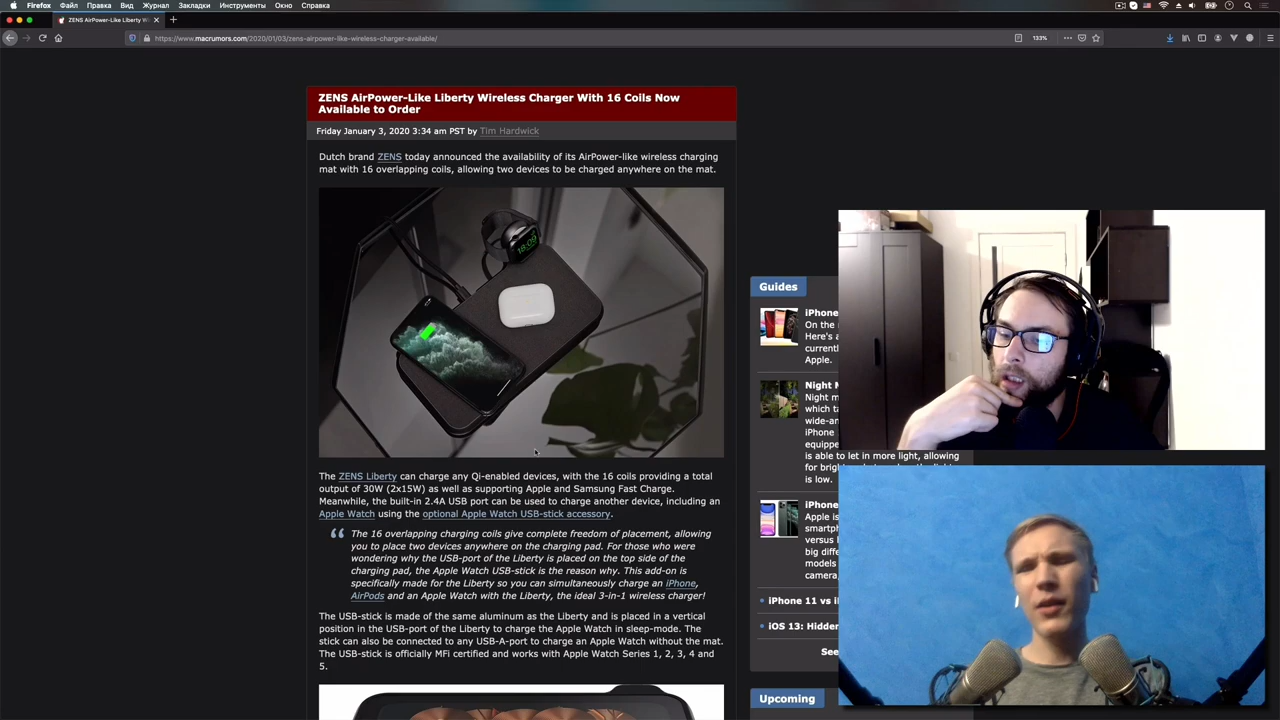 Firefox Файл Правка Вид Журнал Закладки Инструменты Окно Справка
ZENS AirPower-Like Liberty Wi
https://www.macrumors.com/2020/01/03/zens-airpower-like-wireless-charger-available/
133%
ZENS AirPower-Like Liberty Wireless Charger With 16 Coils Now
Available to Order
Friday January 3, 2020 3:34 am PST by Tim Hardwick
Dutch brand ZENS today announced the availability of its AirPower-like wireless charging
mat with 16 overlapping coils, allowing two devices to be charged anywhere on the mat.
18:09
The ZENS Liberty can charge any Qi-enabled devices, with the 16 coils providing a total
output of 30W (2x15W) as well as supporting Apple and Samsung Fast Charge.
Meanwhile, the built-in 2.4A USB port can be used to charge another device, including an
Apple Watch using the optional Apple Watch USB-stick accessory.
The 16 overlapping charging coils give complete freedom of placement, allowing
you to place two devices anywhere on the charging pad. For those who were
wondering why the USB-port of the Liberty is placed on the top side of the
charging pad, the Apple Watch USB-stick is the reason why. This add-on is
specifically made for the Liberty so you can simultaneously charge an iPhone,
AirPods and an Apple Watch with the Liberty, the ideal 3-in-1 wireless charger!
The USB-stick is made of the same aluminum as the Liberty and is placed in a vertical
position in the USB-port of the Liberty to charge the Apple Watch in sleep-mode. The
stick can also be connected to any USB-A-port to charge an Apple Watch without the mat.
The USB-stick is officially MFi certified and works with Apple Watch Series 1, 2, 3, 4 and
5.
Guides
iPhone
On the
Here's a
current
Apple.
Night M
Night m
which ta
wide-an
iPhone
equippe
is able to let in more light, allowing
for brigh
is low.
iPhone
Apple is
smartph
versus
big diffe
models
camera,
iPhone 11 vs i
iOS 13: Hidden
See
Upcoming